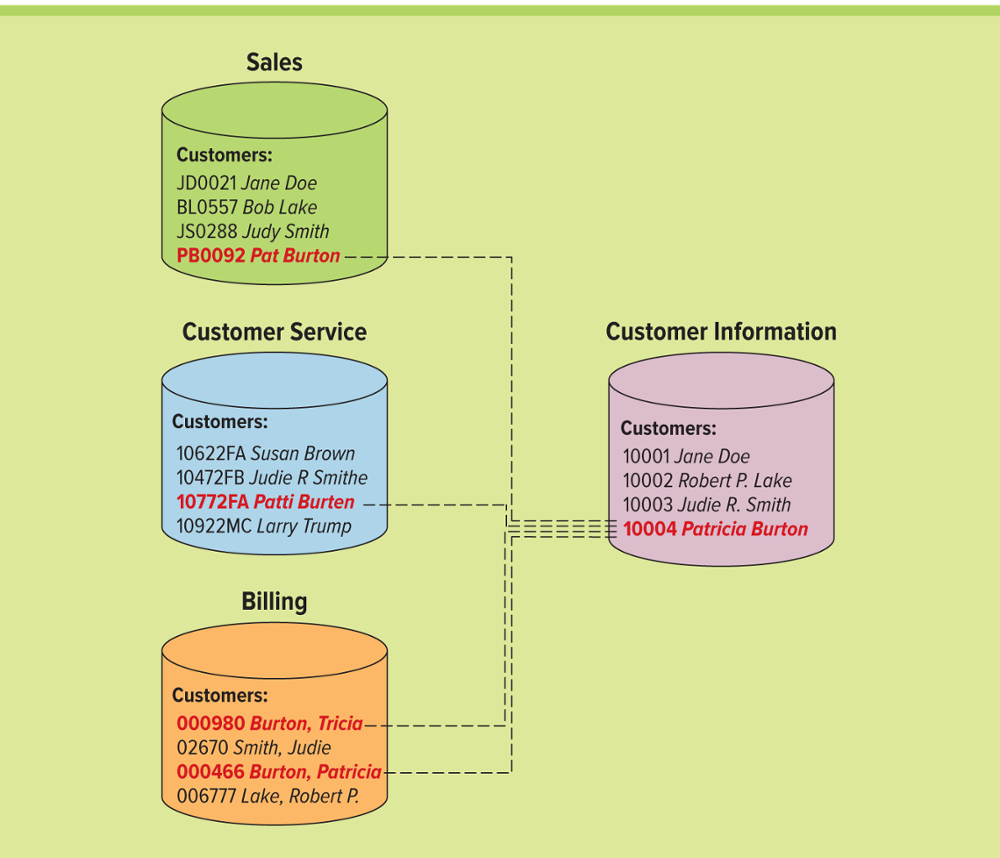 Sales
Customers:
JD0021 Jane Doe
BL0557 Bob Lake
JS0288 Judy Smith
PB0092 Pat Burton
Customer Service
Customers:
10622FA Susan Brown
10472FB Judie R Smithe
10772FA Patti Burten
10922MC Larry Trump
Billing
Customers:
000980 Burton, Tricia
02670 Smith, Judie
000466 Burton, Patricia
006777 Lake, Robert P.
Customer Information
Customers:
10001 Jane Doe
10002 Robert P. Lake
10003 Judie R. Smith
10004 Patricia Burton